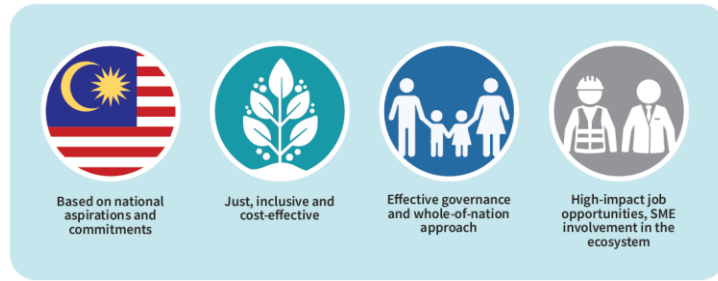 Based on national
aspirations and
commitments
Just, inclusive and
cost-effective
Effective governance
and whole-of-nation
approach
High-impact job
opportunities, SME
involvement in the
ecosystem